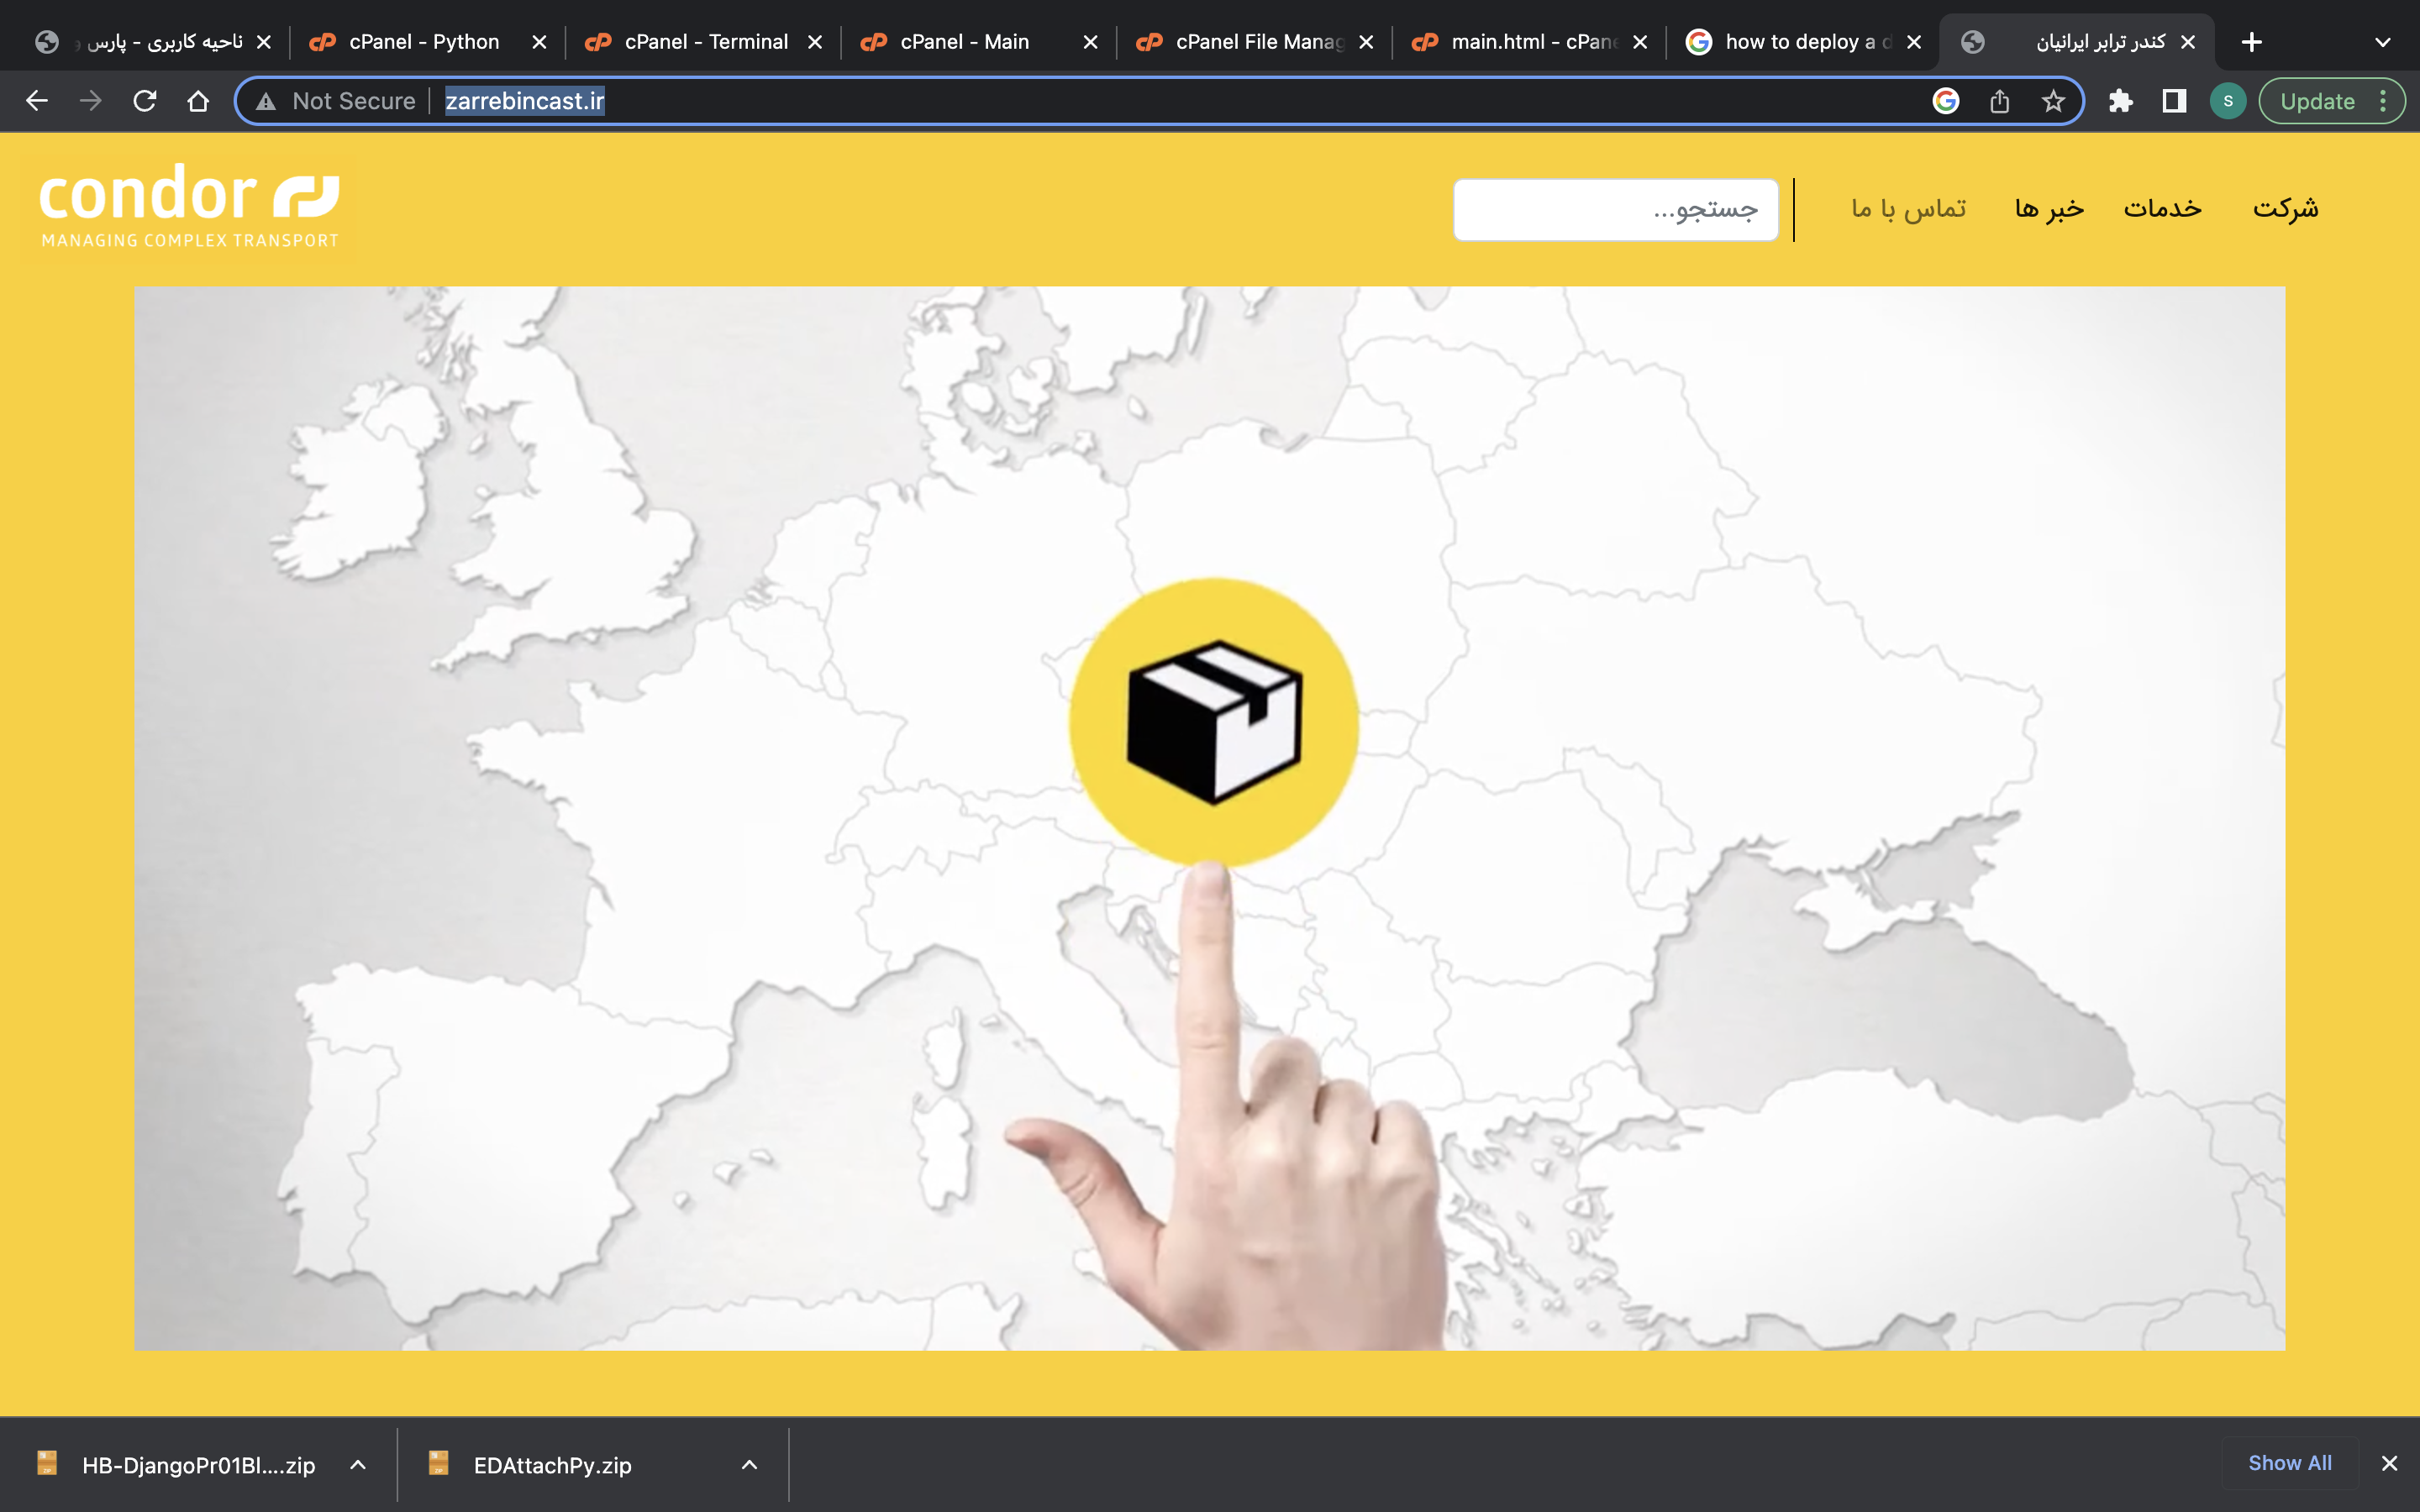 ناحیه کاربری - پارس و
cPanel - Python
cPanel - Terminal
cPanel - Main
cPanel File Manag
main.html - cPane
how to deploy a d
کندر ترابر ایرانیان
Not Secure
zarrebincast.ir
S
Update
condor
MANAGING COMPLEX TRANSPORT
شرکت
خدمات
خبر ها
تماس با ما
جستجو...
HB-DjangoPr01Bl....zip
EDAttachPy.zip
Show All